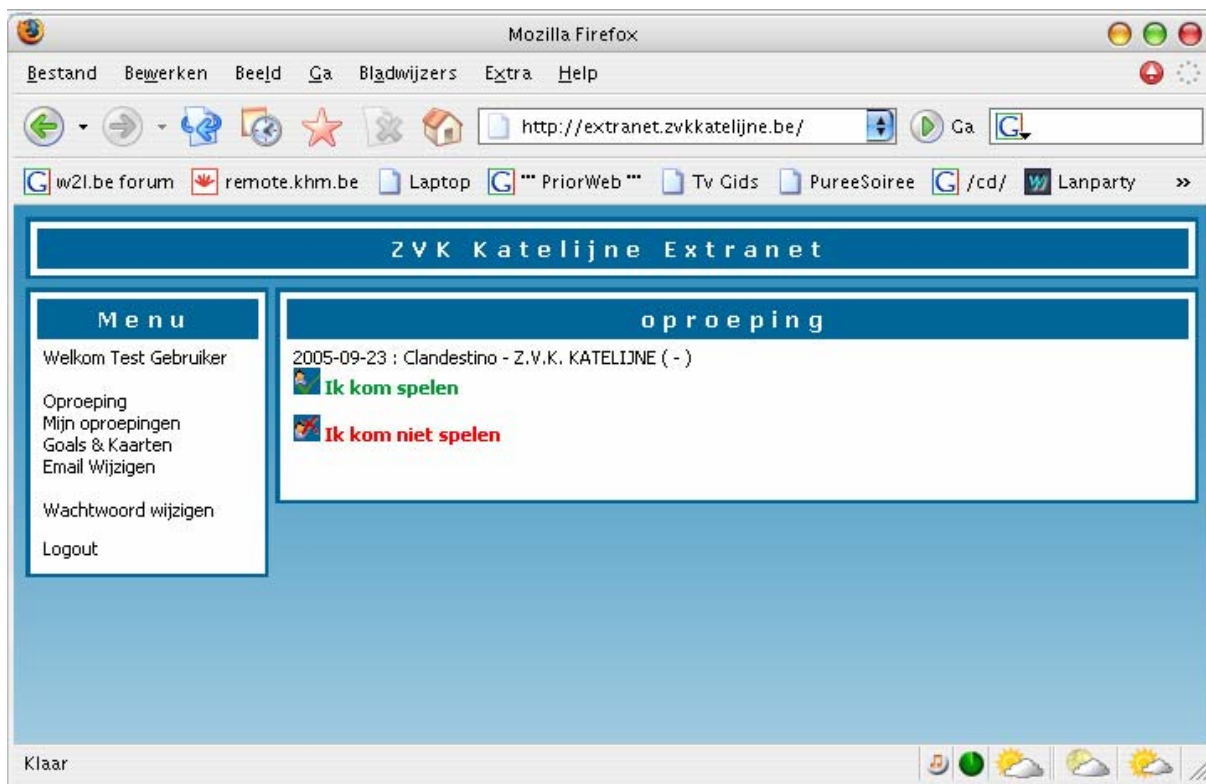 Mozilla Firefox
Bestand Bewerken Beeld Ga Bladwijzers Extra Help
http://extranet.zvkkatelijne.be/ Ga G
G w2l.be forum remote.khm.be Laptop G "" PriorWeb "" Tv Gids PureeSoiree G /cd/ W Lanparty »
ZVK Katelijne Extranet
Menu
Welkom Test Gebruiker
Oproeping
Mijn oproepingen
Goals & Kaarten
Email Wijzigen
Wachtwoord wijzigen
Logout
oproeping
2005-09-23 : Clandestino - Z.V.K. KATELIJNE ( - )
Ik kom spelen
Ik kom niet spelen
Klaar